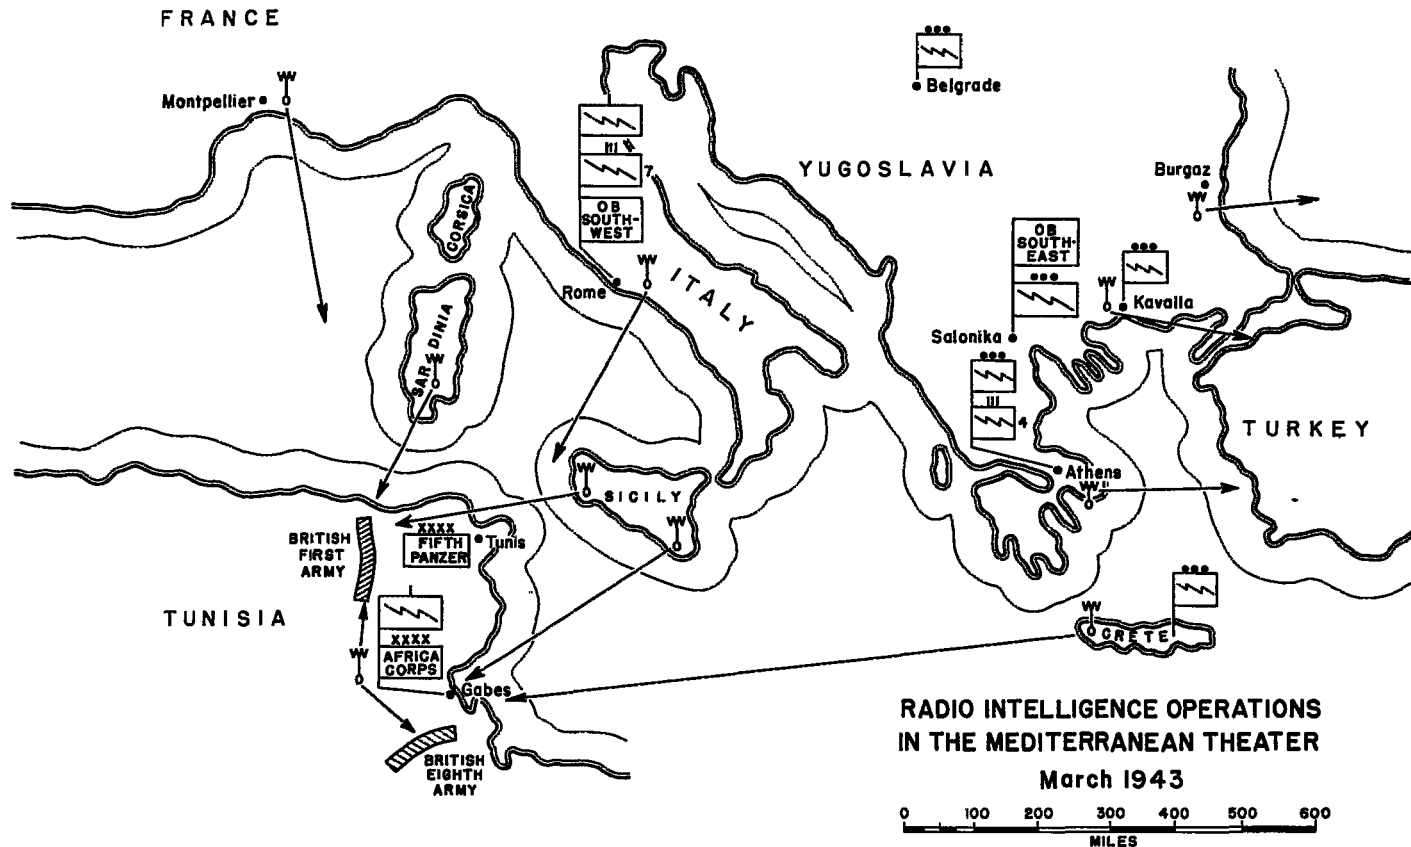 FRANCE
Montpellier
Belgrade
YUGOSLAVIA
Burgaz
III
7
OB
SOUTH-
WEST
CORSICA
OB
SOUTH-
EAST
Rome
ITALY
Kavalla
Salonika
SARDINIA
III
4
TURKEY
Athens
SICILY
BRITISH
FIRST
ARMY
XXXX
FIFTH
PANZER
Tunis
TUNISIA
I
XXXX
AFRICA
CORPS
CRETE
Gabes
BRITISH
EIGHTH
ARMY
RADIO INTELLIGENCE OPERATIONS
IN THE MEDITERRANEAN THEATER
March 1943
0 100 200 300 400 500 600
MILES